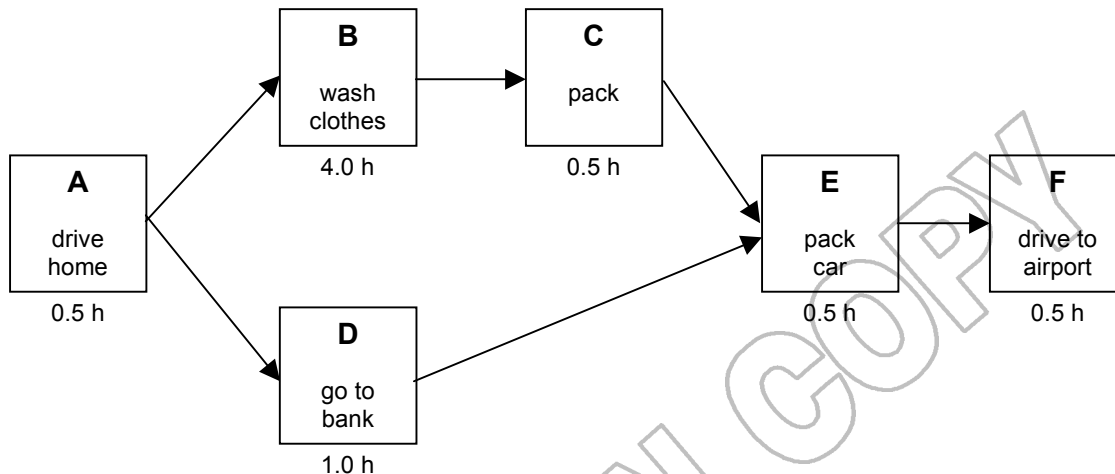 A
drive
home
0.5 h
B
wash
clothes
4.0 h
C
pack
0.5 h
D
go to
bank
1.0 h
E
pack
car
0.5 h
F
drive to
airport
0.5 h
N COPY